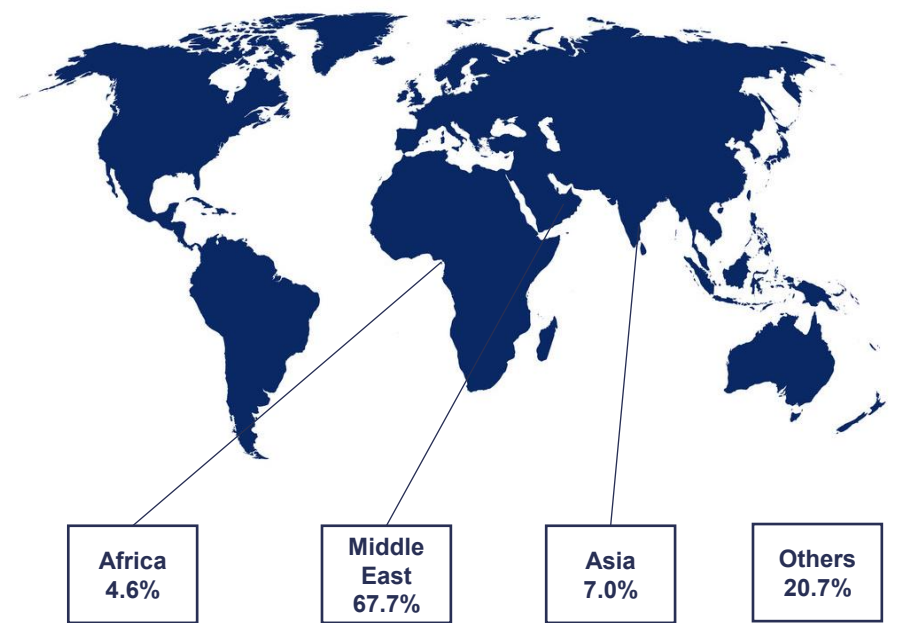 Africa
4.6%
Middle
East
67.7%
Asia
7.0%
Others
20.7%